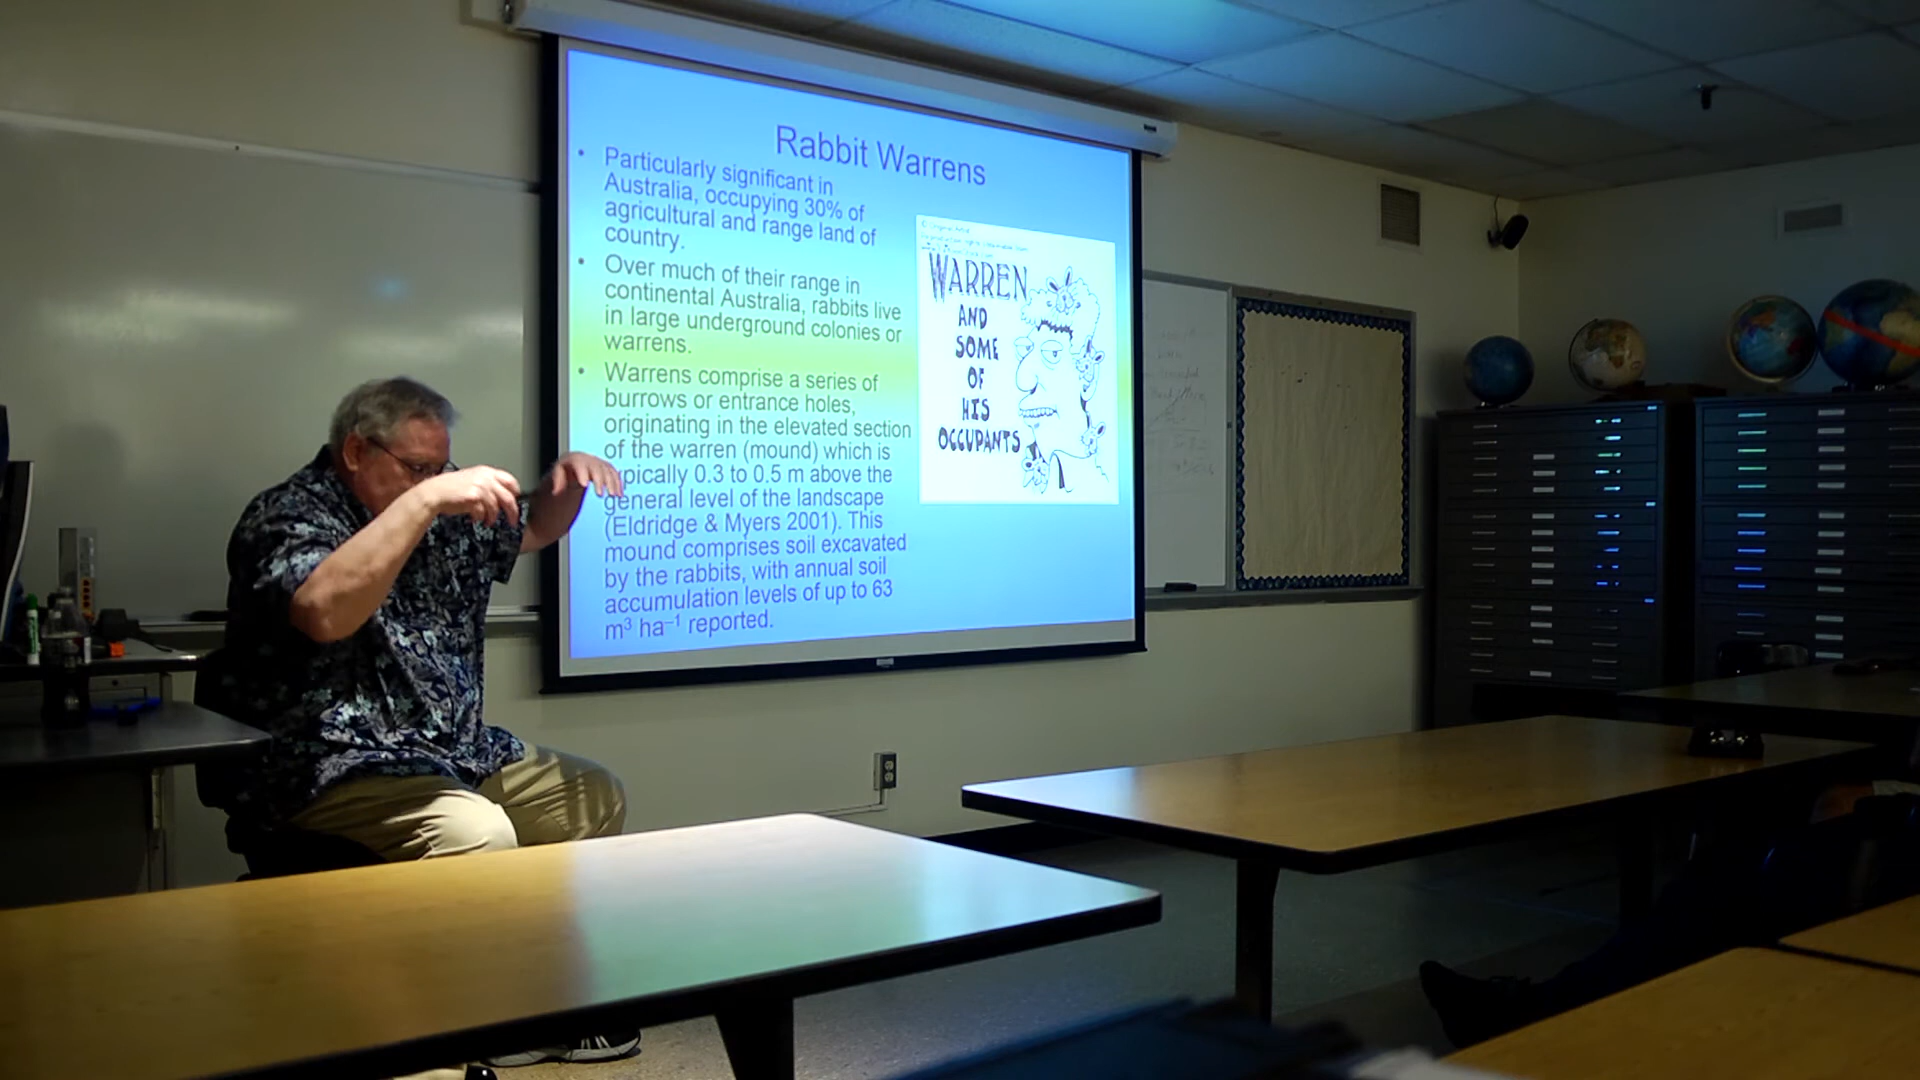 Rabbit Warrens
• Particularly significant in
Australia, occupying 30% of
agricultural and range land of
country.
• Over much of their range in
continental Australia, rabbits live
in large underground colonies or
warrens.
• Warrens comprise a series of
burrows or entrance holes,
originating in the elevated section
of the warren (mound) which is
typically 0.3 to 0.5 m above the
general level of the landscape
(Eldridge & Myers 2001). This
mound comprises soil excavated
by the rabbits, with annual soil
accumulation levels of up to 63
m³ ha⁻¹ reported.
WARREN
AND
SOME
OF
HIS
OCCUPANTS